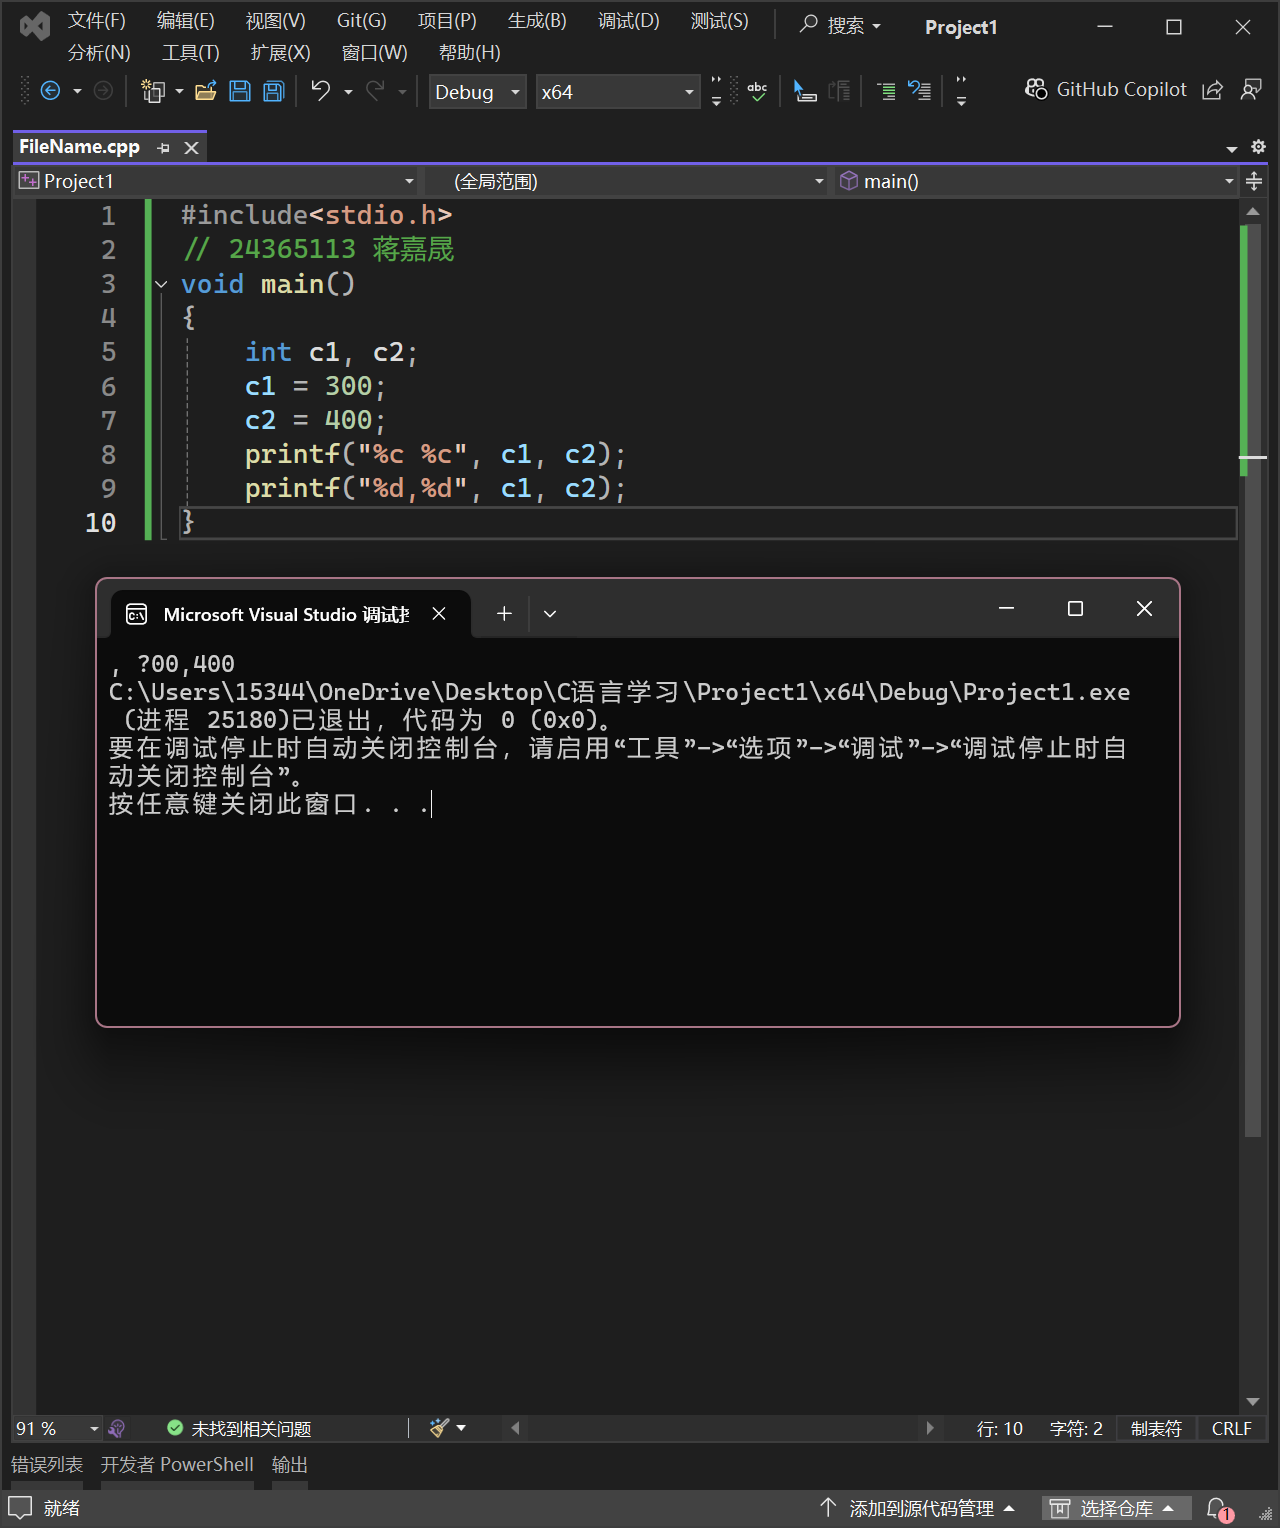 文件(F) 编辑(E) 视图(V) Git(G) 项目(P) 生成(B) 调试(D) 测试(S) 搜索 Project1
分析(N) 工具(T) 扩展(X) 窗口(W) 帮助(H)
Debug x64 abc GitHub Copilot
FileName.cpp
Project1 (全局范围) main()
1 #include<stdio.h>
2 // 24365113 蒋嘉晟
3 void main()
4 {
5 int c1, c2;
6 c1 = 300;
7 c2 = 400;
8 printf("%c %c", c1, c2);
9 printf("%d,%d", c1, c2);
10 }
C:\ Microsoft Visual Studio 调试控
, ?00,400
C:\Users\15344\OneDrive\Desktop\C语言学习\Project1\x64\Debug\Project1.exe
(进程 25180)已退出，代码为 0 (0x0)。
要在调试停止时自动关闭控制台，请启用“工具”->“选项”->“调试”->“调试停止时自
动关闭控制台”。
按任意键关闭此窗口. . .
91 % 未找到相关问题 行: 10 字符: 2 制表符 CRLF
错误列表 开发者 PowerShell 输出
就绪 添加到源代码管理 选择仓库 1